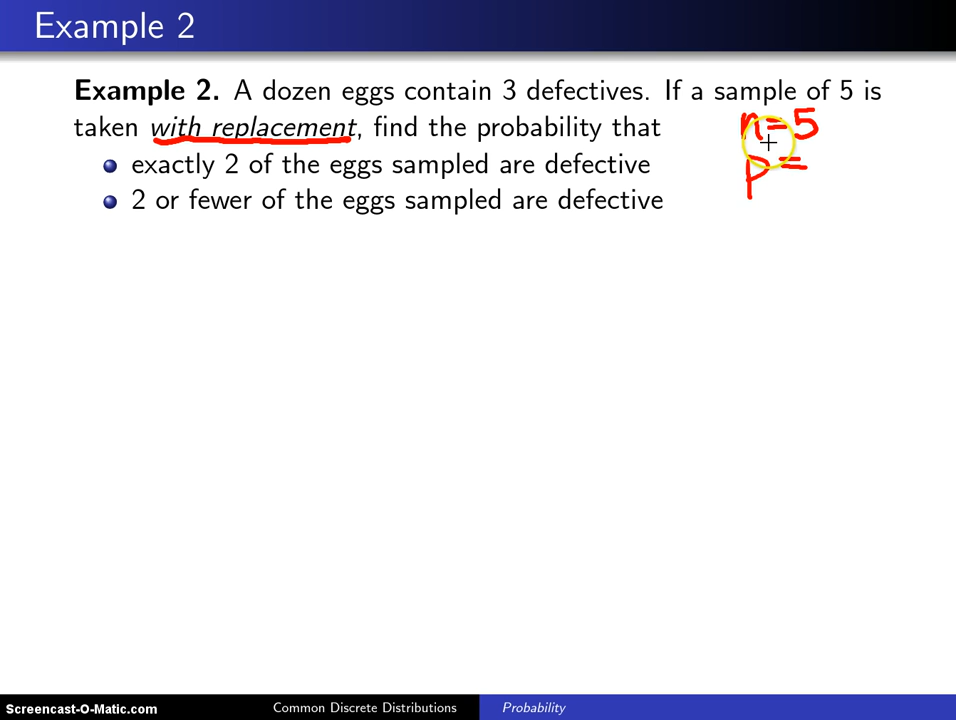 Example 2
Example 2. A dozen eggs contain 3 defectives. If a sample of 5 is
taken with replacement, find the probability that
n=5
exactly 2 of the eggs sampled are defective
p=
2 or fewer of the eggs sampled are defective
Screencast-O-Matic.com
Common Discrete Distributions
Probability